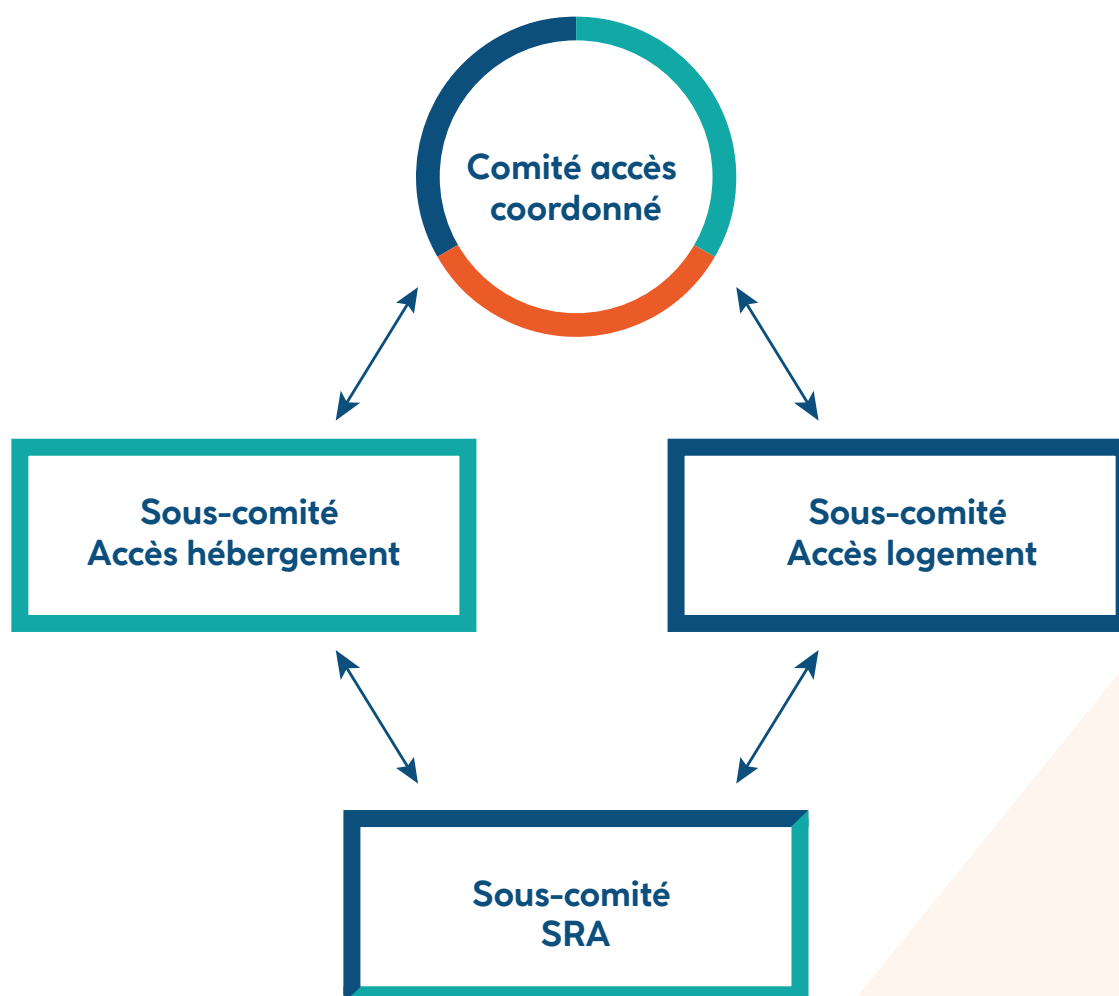 Comité accès
coordonné
Sous-comité
Accès hébergement
Sous-comité
Accès logement
Sous-comité
SRA